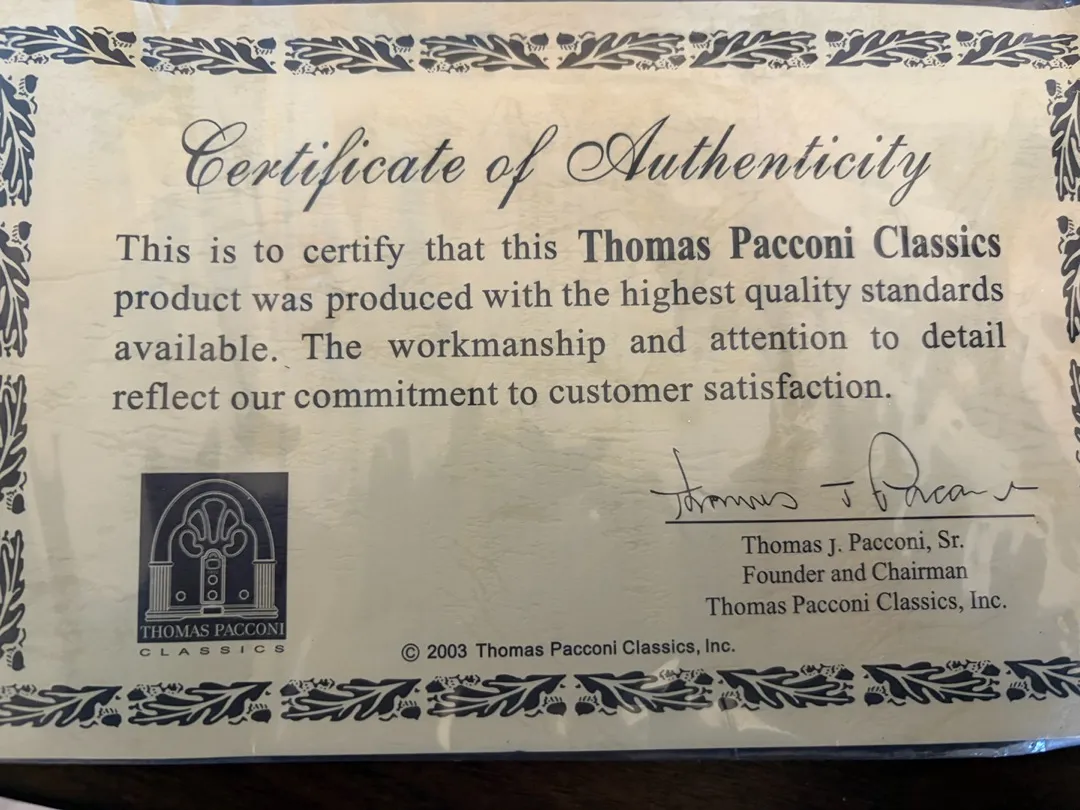 Certificate of Authenticity
This is to certify that this Thomas Pacconi Classics
product was produced with the highest quality standards
available. The workmanship and attention to detail
reflect our commitment to customer satisfaction.
Thomas J Pacconi
Thomas J. Pacconi, Sr.
Founder and Chairman
Thomas Pacconi Classics, Inc.
THOMAS PACCONI
CLASSICS
© 2003 Thomas Pacconi Classics, Inc.